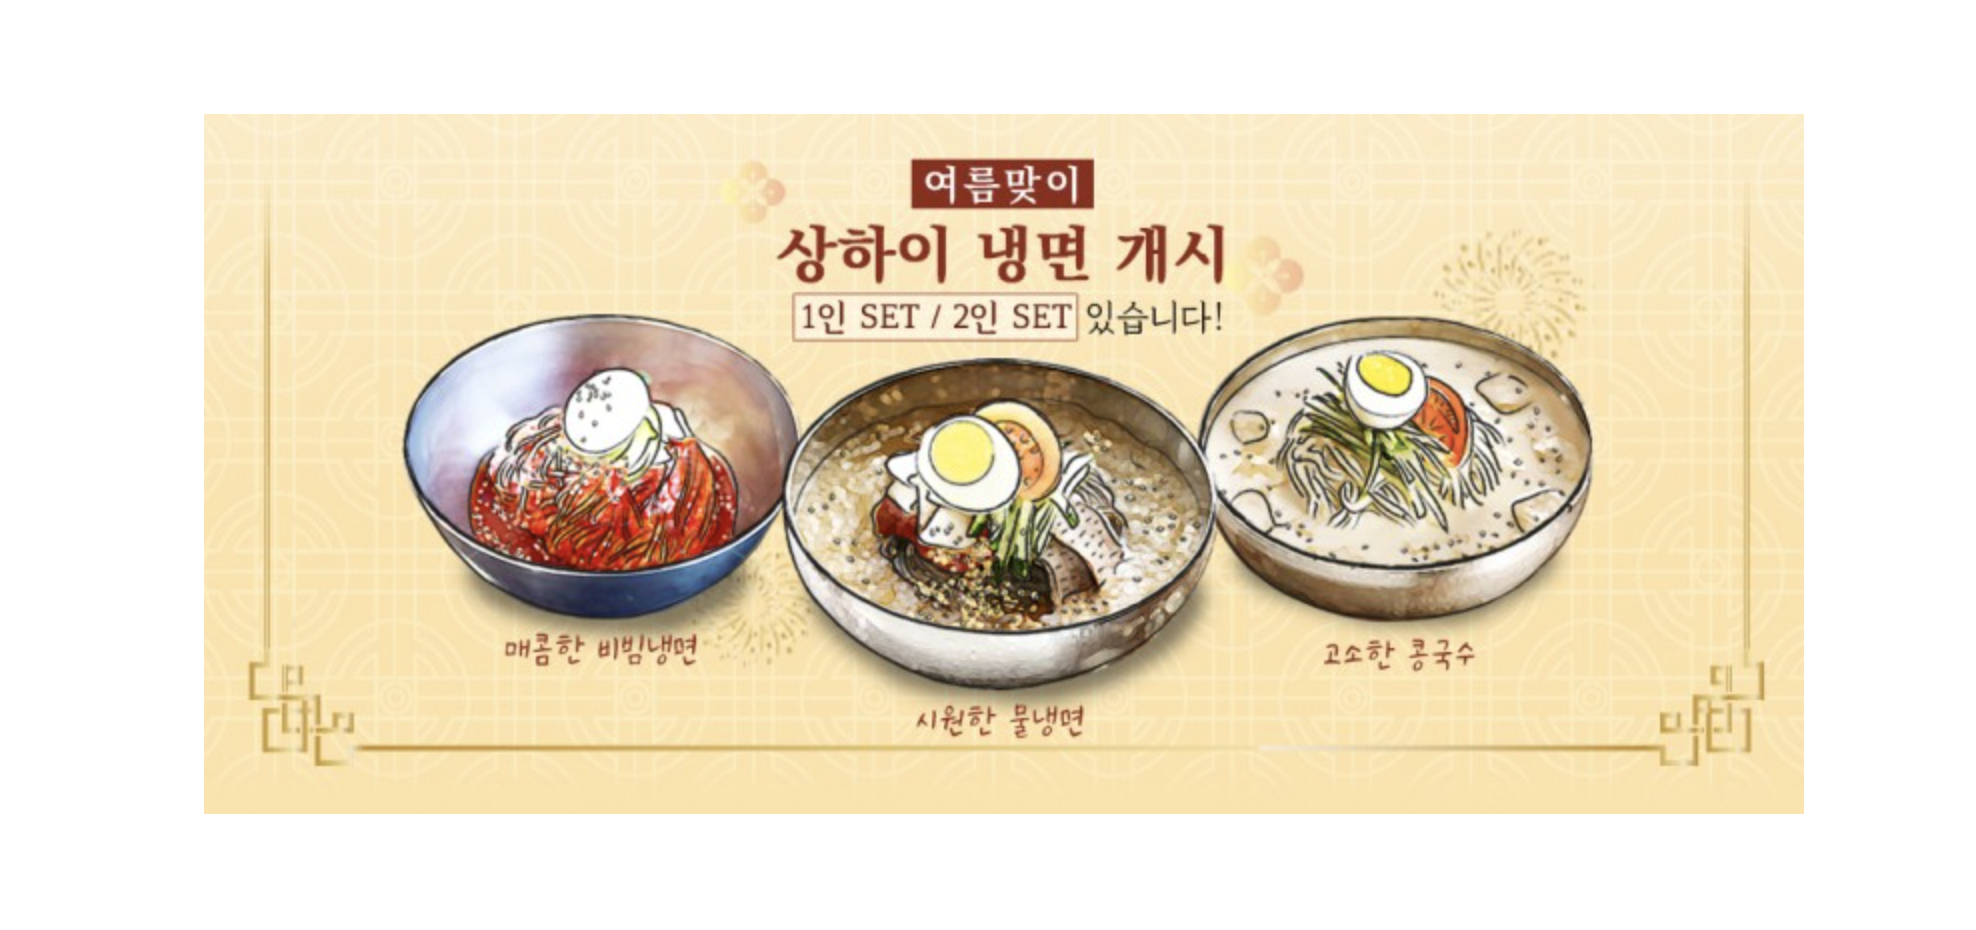 여름맞이
상하이 냉면 개시
1인 SET / 2인 SET 있습니다!
매콤한 비빔냉면
시원한 물냉면
고소한 콩국수